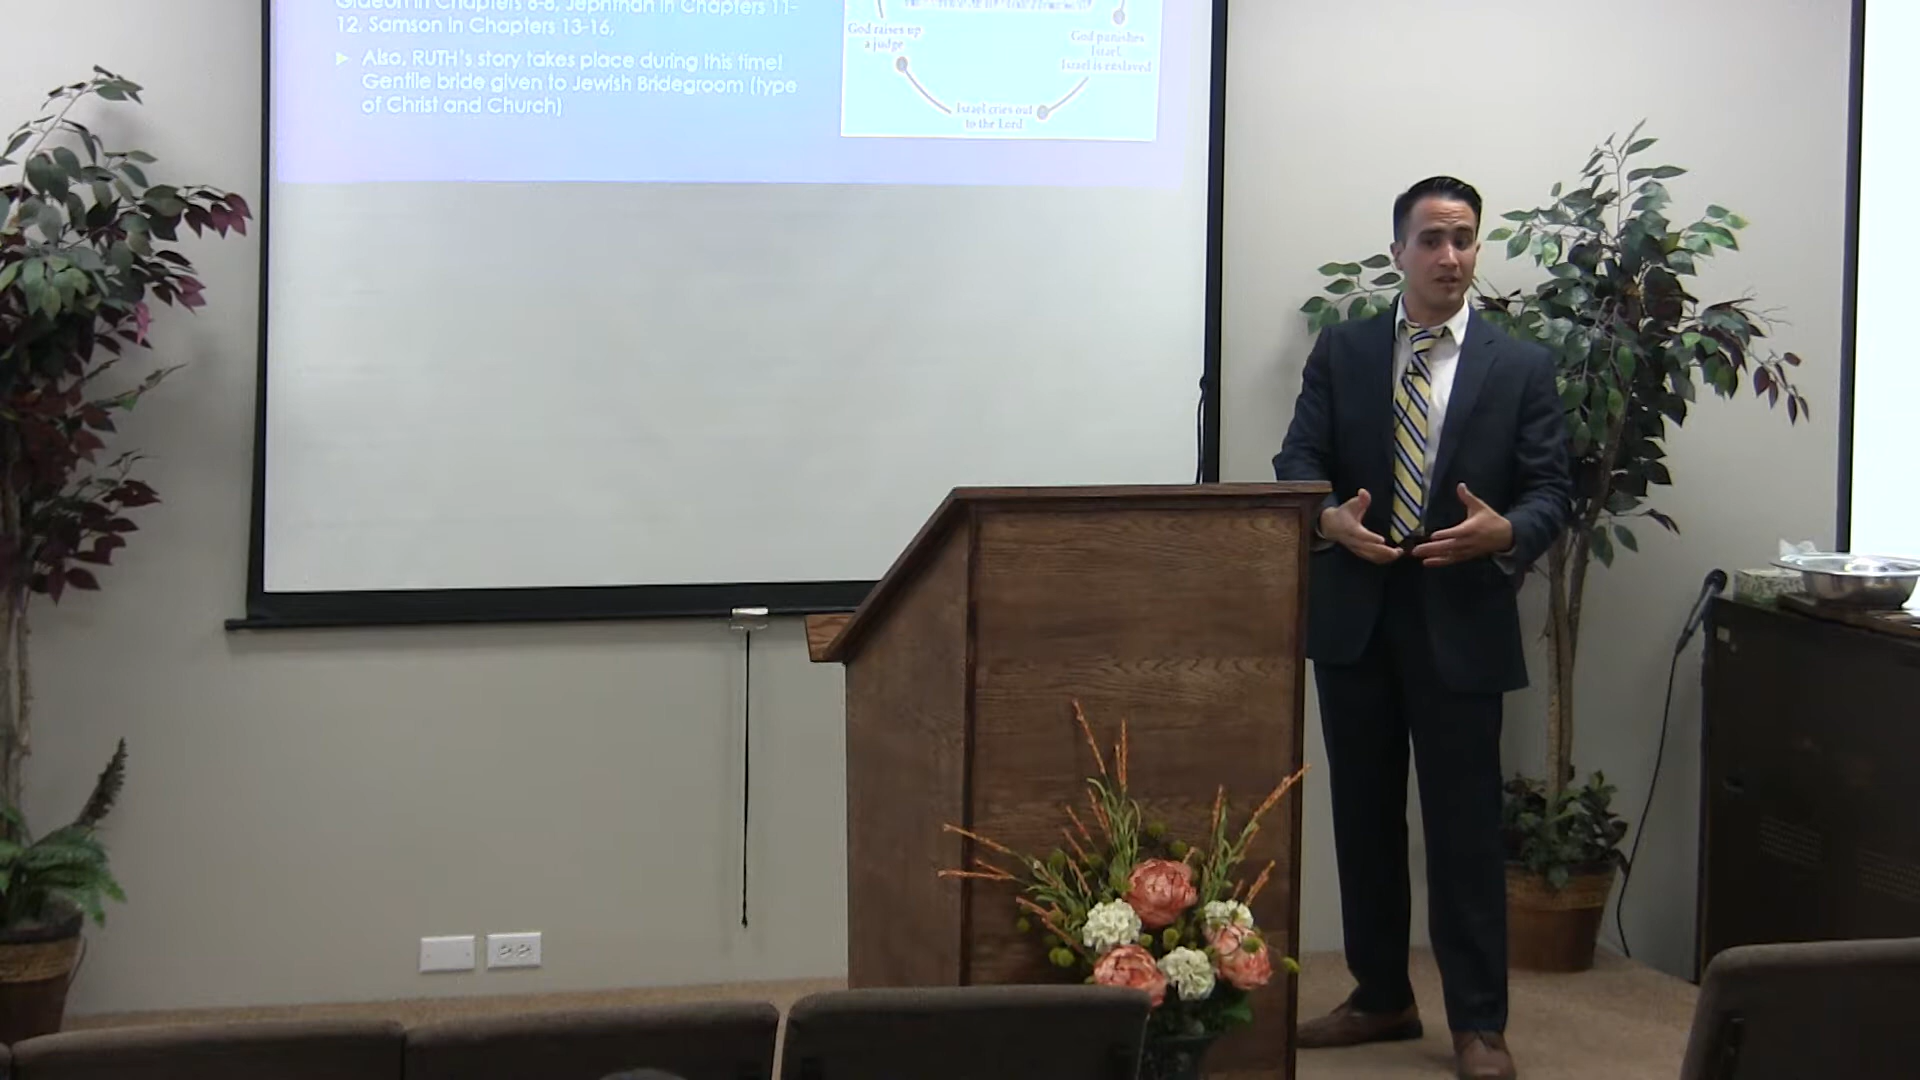 Gideon in Chapters 6-8, Jephthah in Chapters 11-
12, Samson in Chapters 13-16,
Also, RUTH's story takes place during this time!
Gentile bride given to Jewish Bridegroom (type
of Christ and Church)
God raises up
a judge
God punishes
Israel.
Israel is enslaved
Israel cries out
to the Lord